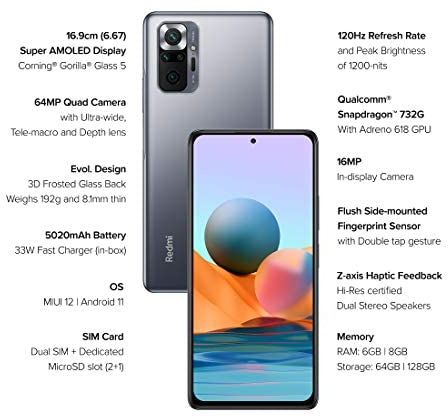 16.9cm (6.67)
Super AMOLED Display
Corning® Gorilla® Glass 5
64MP Quad Camera
with Ultra-wide,
Tele-macro and Depth lens
Evol. Design
3D Frosted Glass Back
Weighs 192g and 8.1mm thin
5020mAh Battery
33W Fast Charger (in-box)
OS
MIUI 12 | Android 11
SIM Card
Dual SIM + Dedicated
MicroSD slot (2+1)
Redmi
120Hz Refresh Rate
and Peak Brightness
of 1200-nits
Qualcomm®
Snapdragon™ 732G
With Adreno 618 GPU
16MP
In-display Camera
Flush Side-mounted
Fingerprint Sensor
with Double tap gesture
Z-axis Haptic Feedback
Hi-Res certified
Dual Stereo Speakers
Memory
RAM: 6GB | 8GB
Storage: 64GB | 128GB